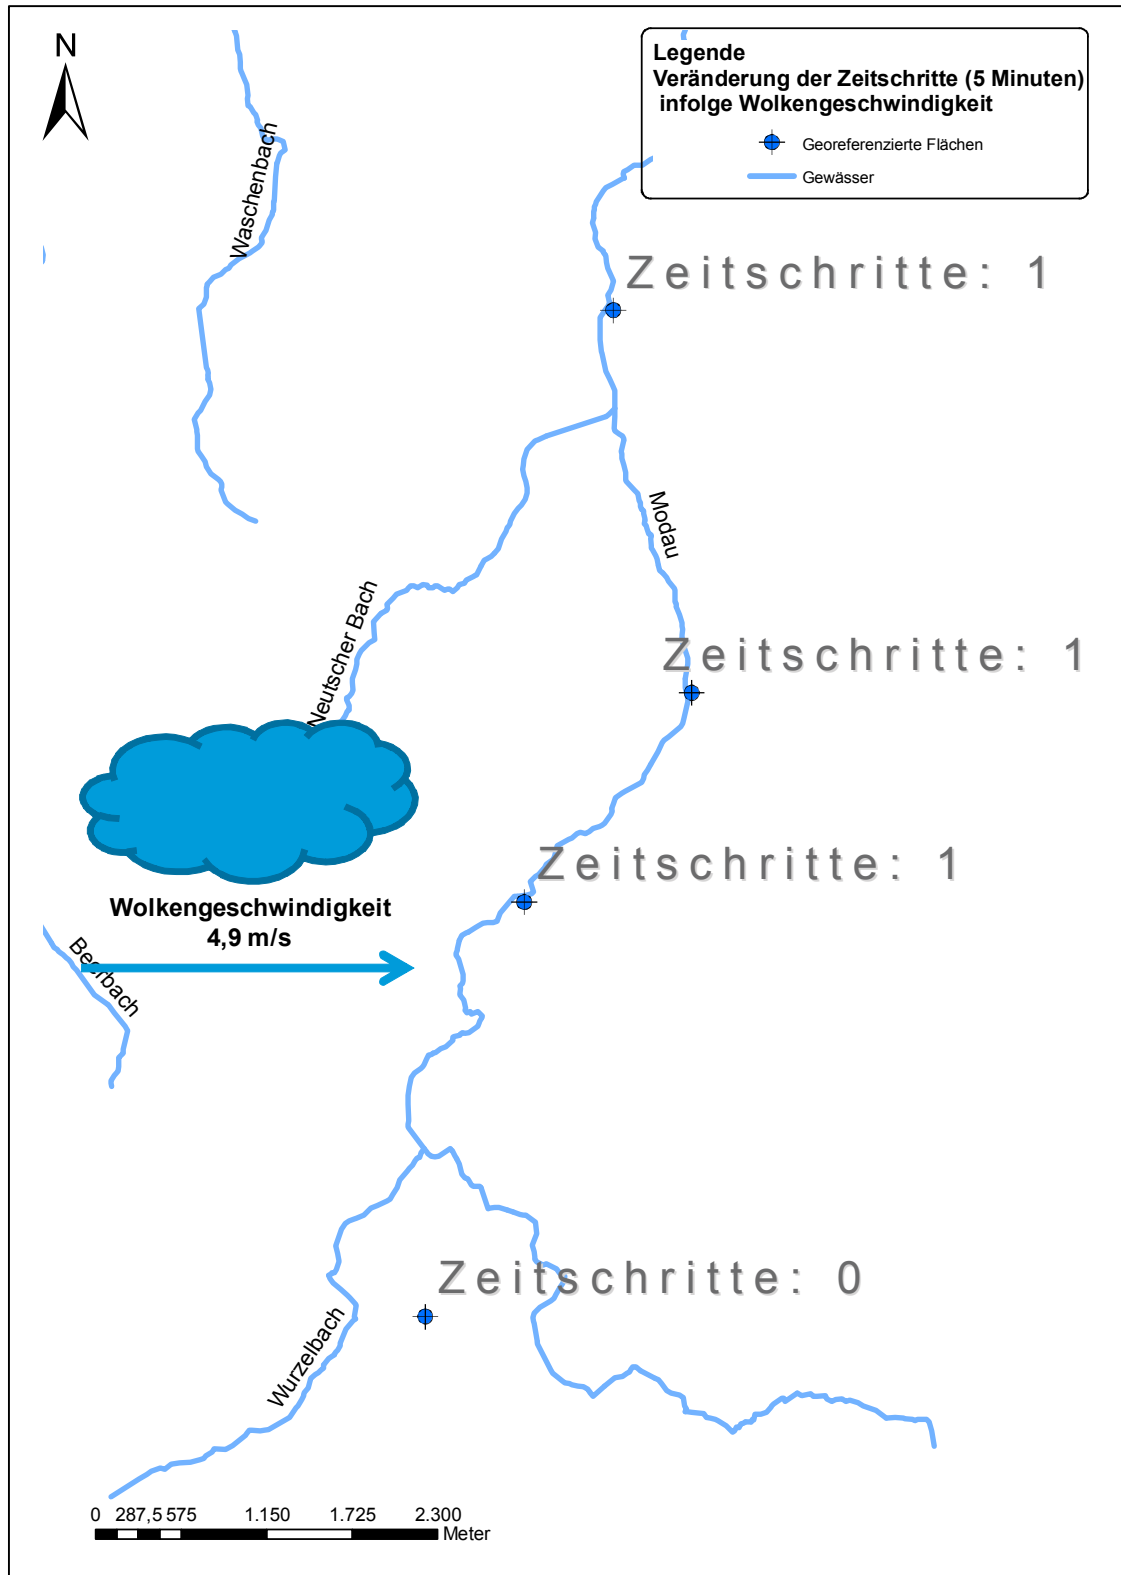 N
Legende
Veränderung der Zeitschritte (5 Minuten)
infolge Wolkengeschwindigkeit
Georeferenzierte Flächen
Gewässer
Waschenbach
Zeitschritte: 1
Modau
Neutscher Bach
Zeitschritte: 1
Zeitschritte: 1
Wolkengeschwindigkeit
4,9 m/s
Beerbach
Zeitschritte: 0
Wurzelbach
0 287,5 575 1.150 1.725 2.300
Meter